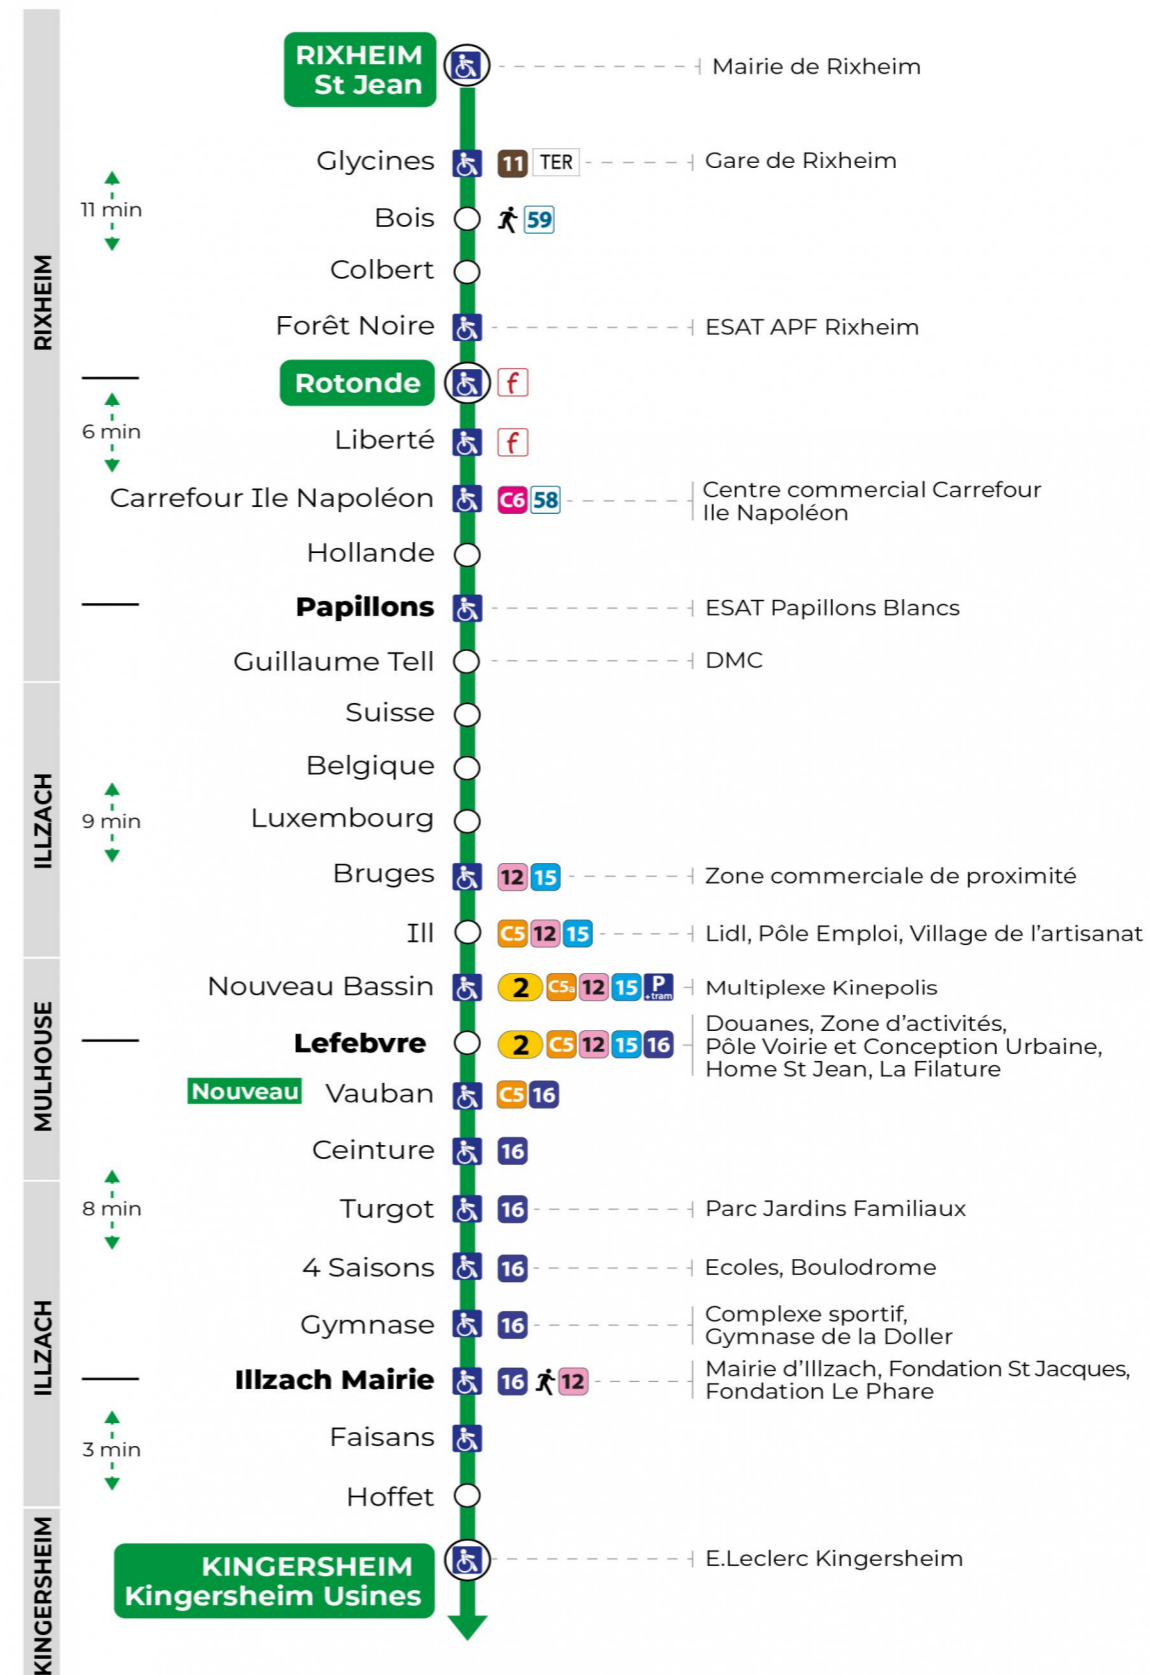 RIXHEIM
St Jean
Mairie de Rixheim
Glycines 11 TER Gare de Rixheim
11 min
Bois 59
Colbert
RIXHEIM
Forêt Noire ESAT APF Rixheim
Rotonde f
6 min
Liberté f
Carrefour Ile Napoléon C6 58 Centre commercial Carrefour
Ile Napoléon
Hollande
Papillons ESAT Papillons Blancs
Guillaume Tell DMC
Suisse
Belgique
ILLZACH
9 min
Luxembourg
Bruges 12 15 Zone commerciale de proximité
Ill C5 12 15 Lidl, Pôle Emploi, Village de l'artisanat
Nouveau Bassin 2 C5a 12 15 P +tram Multiplexe Kinepolis
MULHOUSE
Lefebvre 2 C5 12 15 16 Douanes, Zone d'activités,
Pôle Voirie et Conception Urbaine,
Home St Jean, La Filature
Nouveau Vauban C5 16
Ceinture 16
8 min
Turgot 16 Parc Jardins Familiaux
4 Saisons 16 Ecoles, Boulodrome
Gymnase 16 Complexe sportif,
Gymnase de la Doller
ILLZACH
Illzach Mairie 16 12 Mairie d'Illzach, Fondation St Jacques,
Fondation Le Phare
Faisans
3 min
Hoffet
KINGERSHEIM
KINGERSHEIM
Kingersheim Usines
E.Leclerc Kingersheim